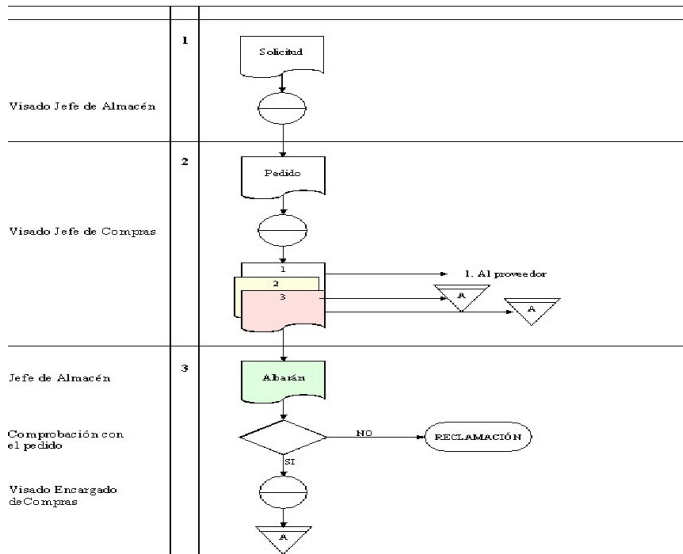 1
Solicitud
Visado Jefe de Almacén
2
Pedido
Visado Jefe de Compras
1
1. Al proveedor
2
3
A
A
3
Jefe de Almacén
Abarán
Comprobación con
el pedido
NO
RECLAMACIÓN
SI
Visado Encargado
deCompras
A